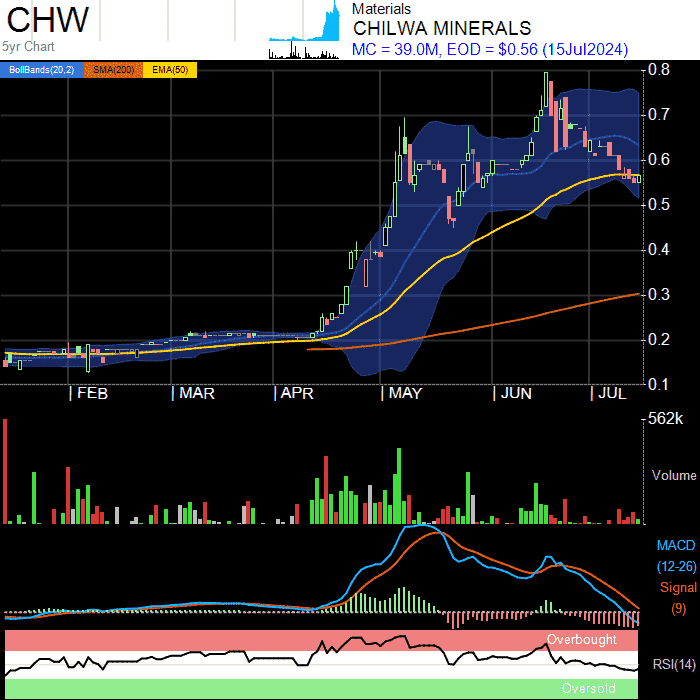 CHW
5yr Chart
Materials
CHILWA MINERALS
MC = 39.0M, EOD = $0.56 (15Jul2024)
BollBands(20,2) SMA(200) EMA(50)
0.8
0.7
0.6
0.5
0.4
0.3
0.2
0.1
| FEB | MAR | APR | MAY | JUN | JUL
562k
Volume
MACD
(12-26)
Signal
(9)
Overbought
RSI(14)
Oversold